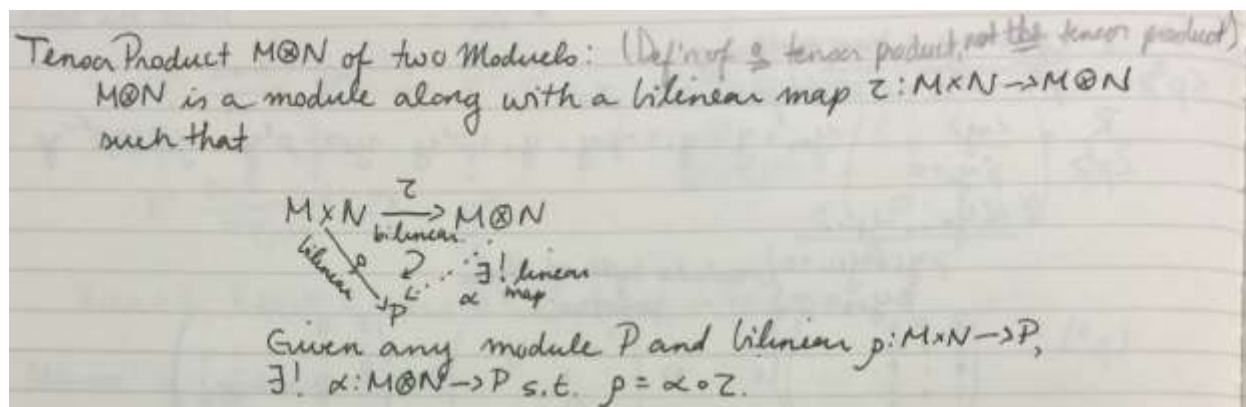 Tensor Product M⊗N of two Moduels: (Def'n of a tensor product, not the tensor product)
M⊗N is a module along with a bilinear map τ: M×N → M⊗N
such that
M×N —τ→ M⊗N
bilinear
bilinear ρ ∃! linear
P α map
Given any module P and bilinear ρ: M×N → P,
∃! α: M⊗N → P s.t. ρ = α∘τ.